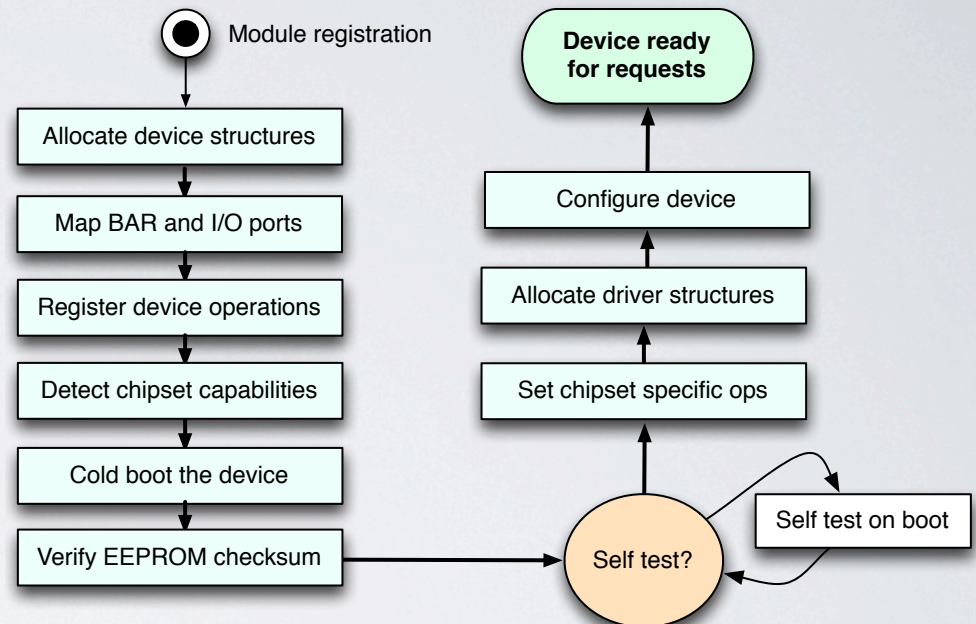 Module registration
Allocate device structures
Map BAR and I/O ports
Register device operations
Detect chipset capabilities
Cold boot the device
Verify EEPROM checksum
Self test?
Self test on boot
Set chipset specific ops
Allocate driver structures
Configure device
Device ready
for requests